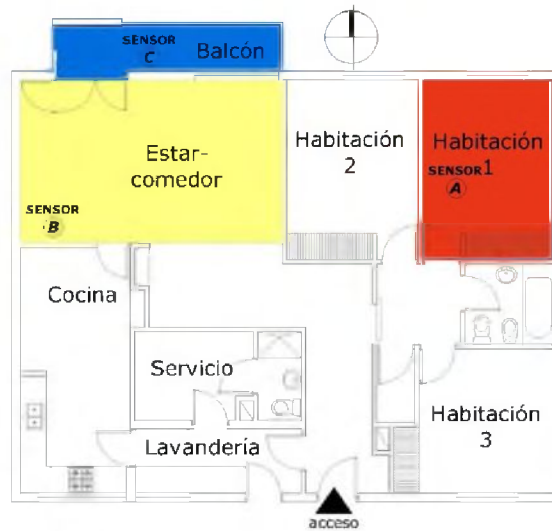 SENSOR
C
Balcón
Estar-
comedor
Habitación
2
Habitación
SENSOR 1
A
SENSOR
B
Cocina
Servicio
Lavandería
Habitación
3
acceso